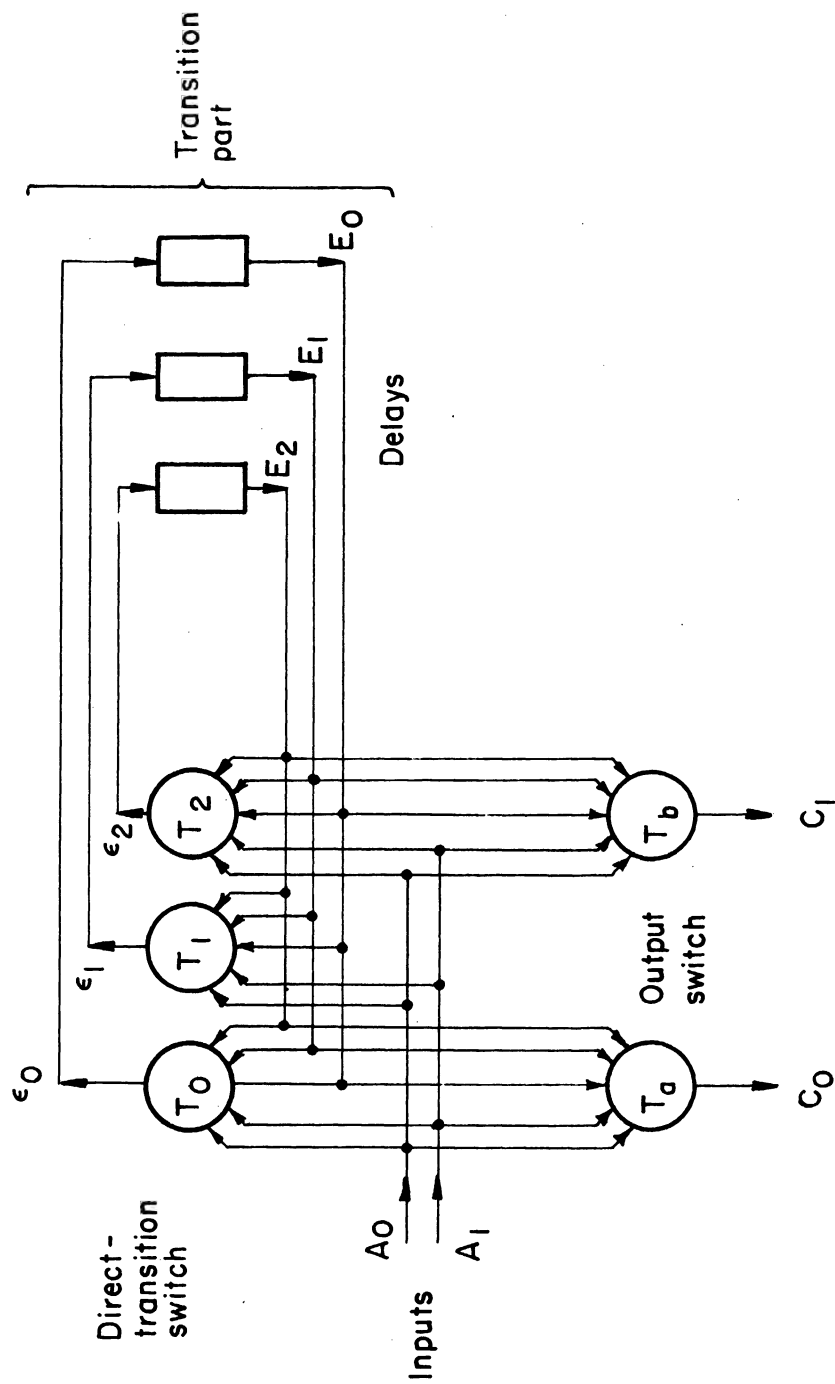 Direct-
transition
switch
ε0
ε1
ε2
T0
T1
T2
Transition
part
E2
E1
E0
Delays
Inputs
A0
A1
Output
switch
Ta
Tb
C0
C1